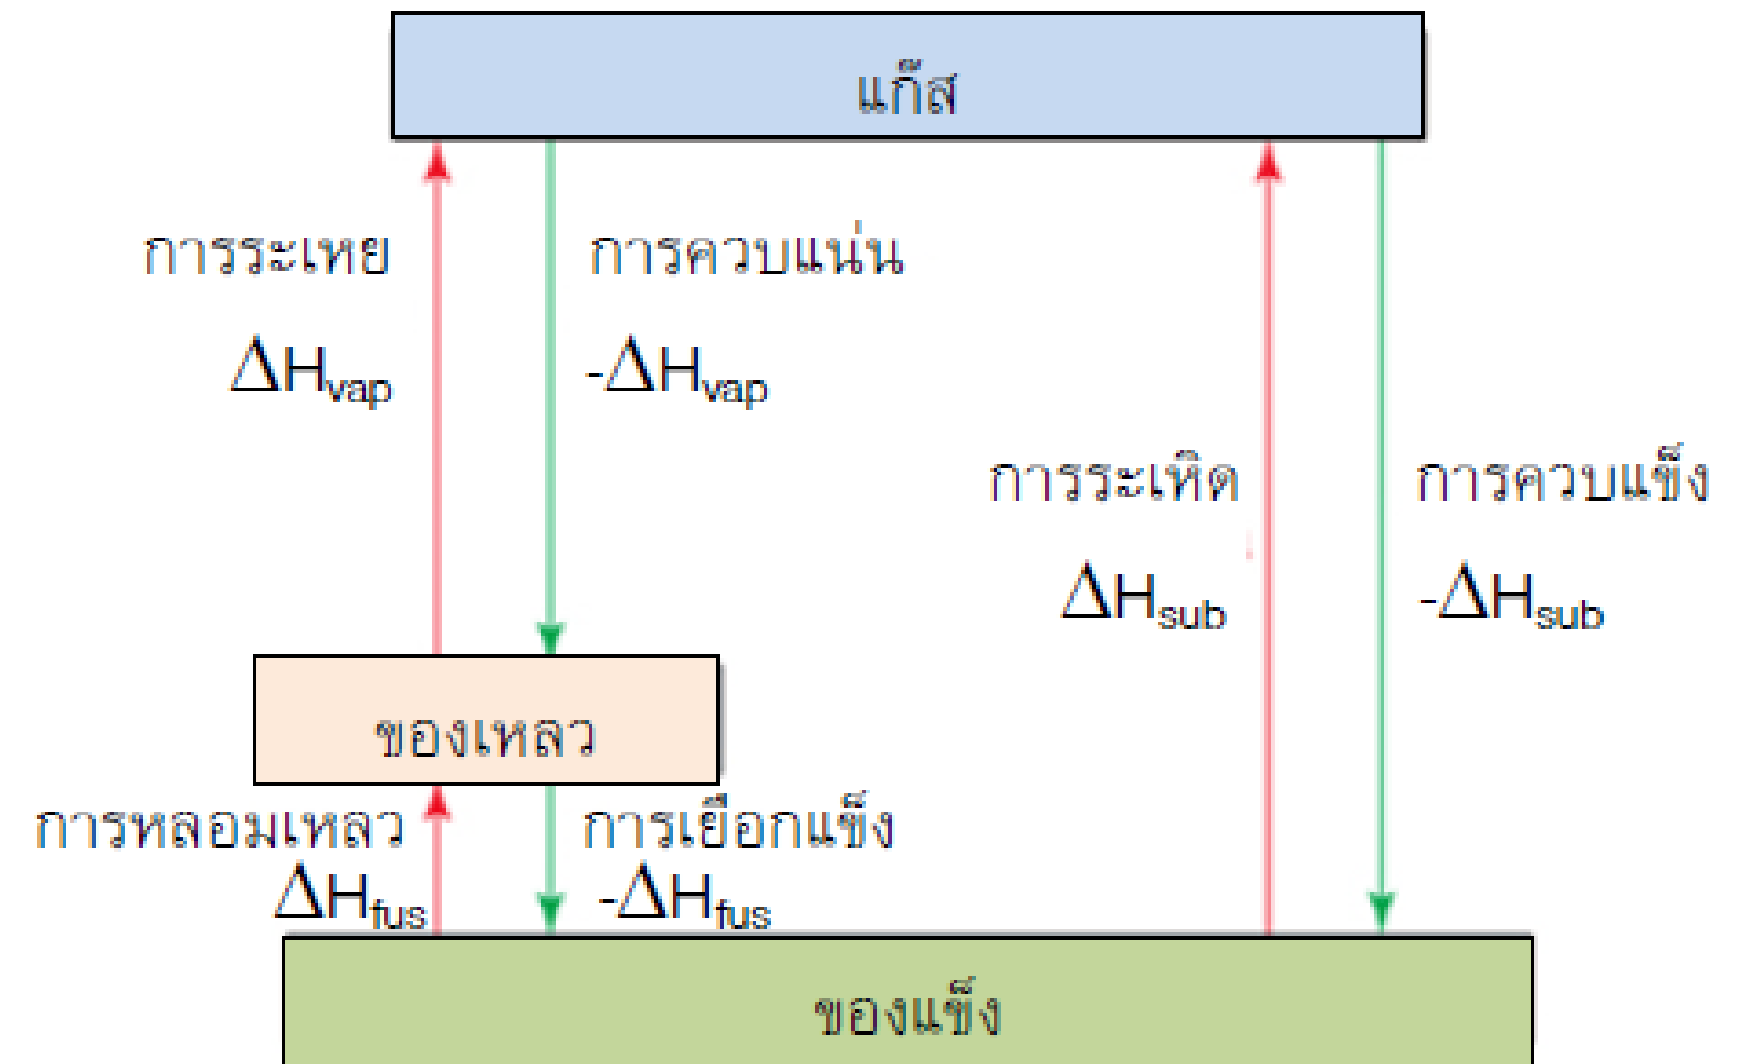 แก๊ส
การระเหย
ΔHvap
การควบแน่น
-ΔHvap
การระเหิด
ΔHsub
การควบแข็ง
-ΔHsub
ของเหลว
การหลอมเหลว
ΔHfus
การเยือกแข็ง
-ΔHfus
ของแข็ง